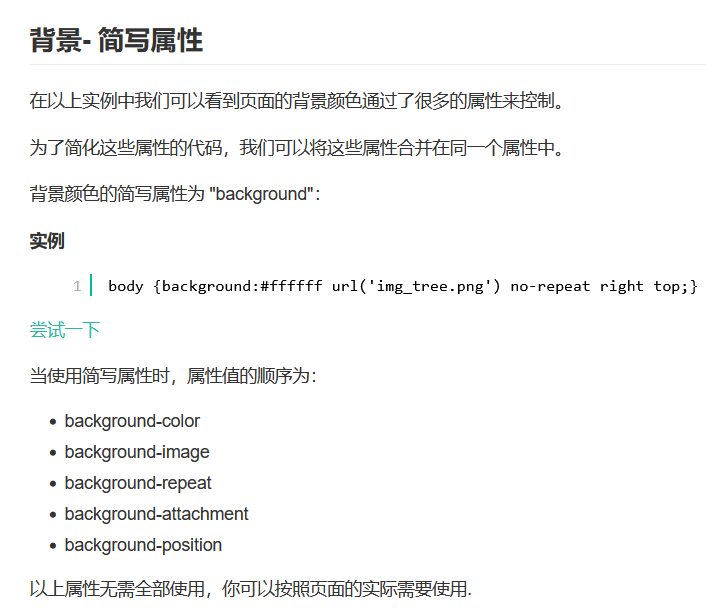 背景- 简写属性
在以上实例中我们可以看到页面的背景颜色通过了很多的属性来控制。
为了简化这些属性的代码，我们可以将这些属性合并在同一个属性中。
背景颜色的简写属性为 "background"：
实例
1 body {background:#ffffff url('img_tree.png') no-repeat right top;}
尝试一下
当使用简写属性时，属性值的顺序为：
• background-color
• background-image
• background-repeat
• background-attachment
• background-position
以上属性无需全部使用，你可以按照页面的实际需要使用.